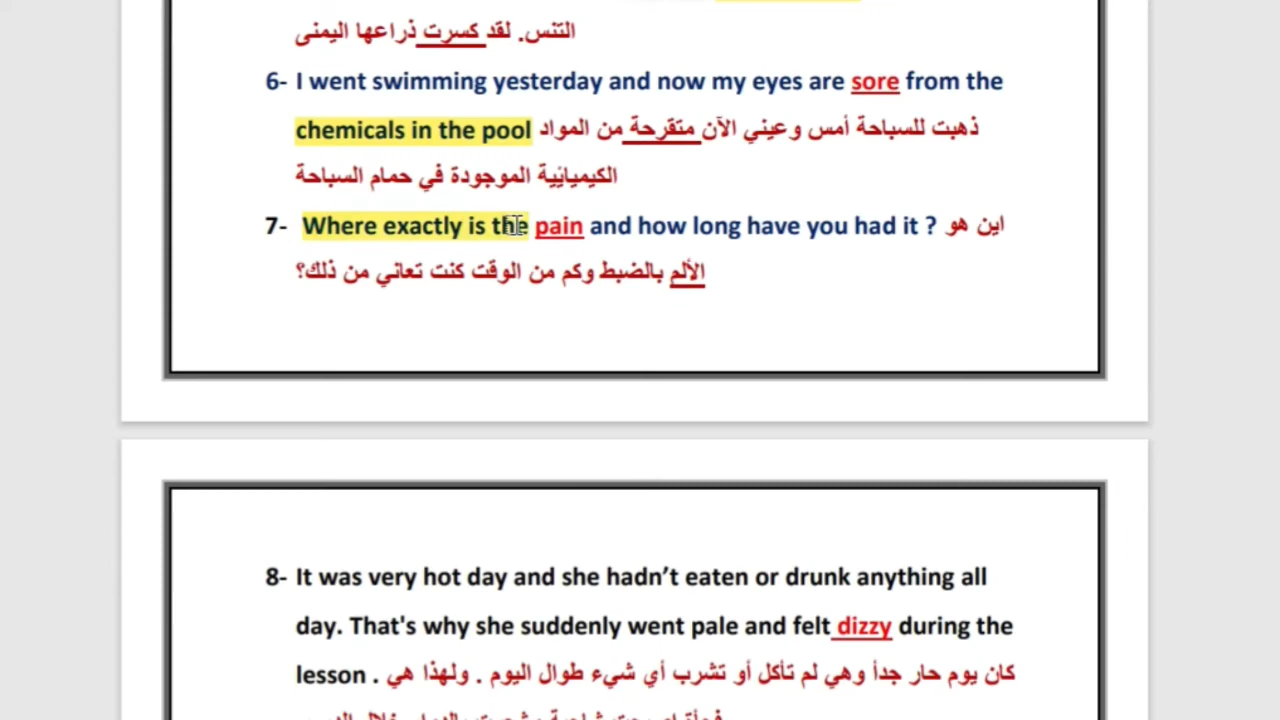 التنس. لقد كسرت ذراعها اليمنى
6- I went swimming yesterday and now my eyes are sore from the
chemicals in the pool ذهبت للسباحة أمس وعيني الآن متقرحة من المواد
الكيميائية الموجودة في حمام السباحة
7- Where exactly is the pain and how long have you had it ? اين هو
الألم بالضبط وكم من الوقت كنت تعاني من ذلك؟
8- It was very hot day and she hadn’t eaten or drunk anything all
day. That's why she suddenly went pale and felt dizzy during the
lesson . كان يوم حار جدأ وهي لم تأكل أو تشرب أي شيء طوال اليوم . ولهذا هي